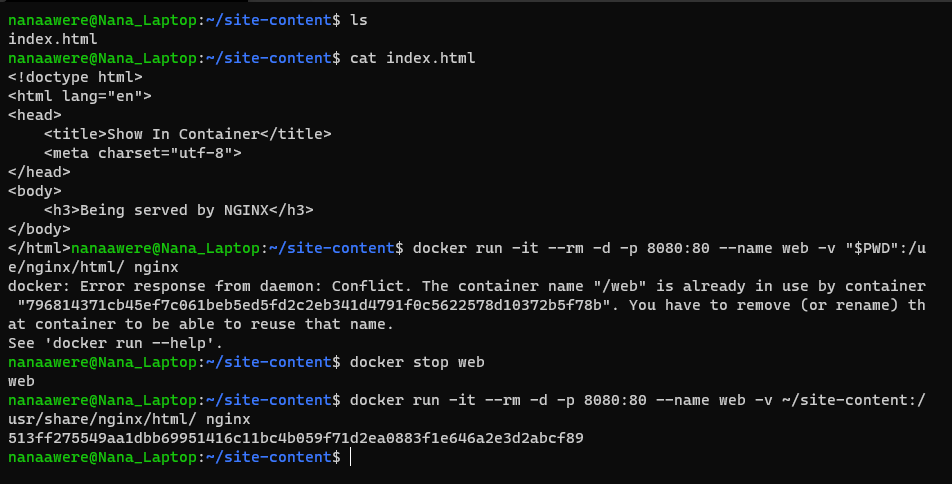 nanaawere@Nana_Laptop:~/site-content$ ls
index.html
nanaawere@Nana_Laptop:~/site-content$ cat index.html
<!doctype html>
<html lang="en">
<head>
    <title>Show In Container</title>
    <meta charset="utf-8">
</head>
<body>
    <h3>Being served by NGINX</h3>
</body>
</html>nanaawere@Nana_Laptop:~/site-content$ docker run -it --rm -d -p 8080:80 --name web -v "$PWD":/u
e/nginx/html/ nginx
docker: Error response from daemon: Conflict. The container name "/web" is already in use by container
 "796814371cb45ef7c061beb5ed5fd2c2eb341d4791f0c5622578d10372b5f78b". You have to remove (or rename) th
at container to be able to reuse that name.
See 'docker run --help'.
nanaawere@Nana_Laptop:~/site-content$ docker stop web
web
nanaawere@Nana_Laptop:~/site-content$ docker run -it --rm -d -p 8080:80 --name web -v ~/site-content:/
usr/share/nginx/html/ nginx
513ff275549aa1dbb69951416c11bc4b059f71d2ea0883f1e646a2e3d2abcf89
nanaawere@Nana_Laptop:~/site-content$